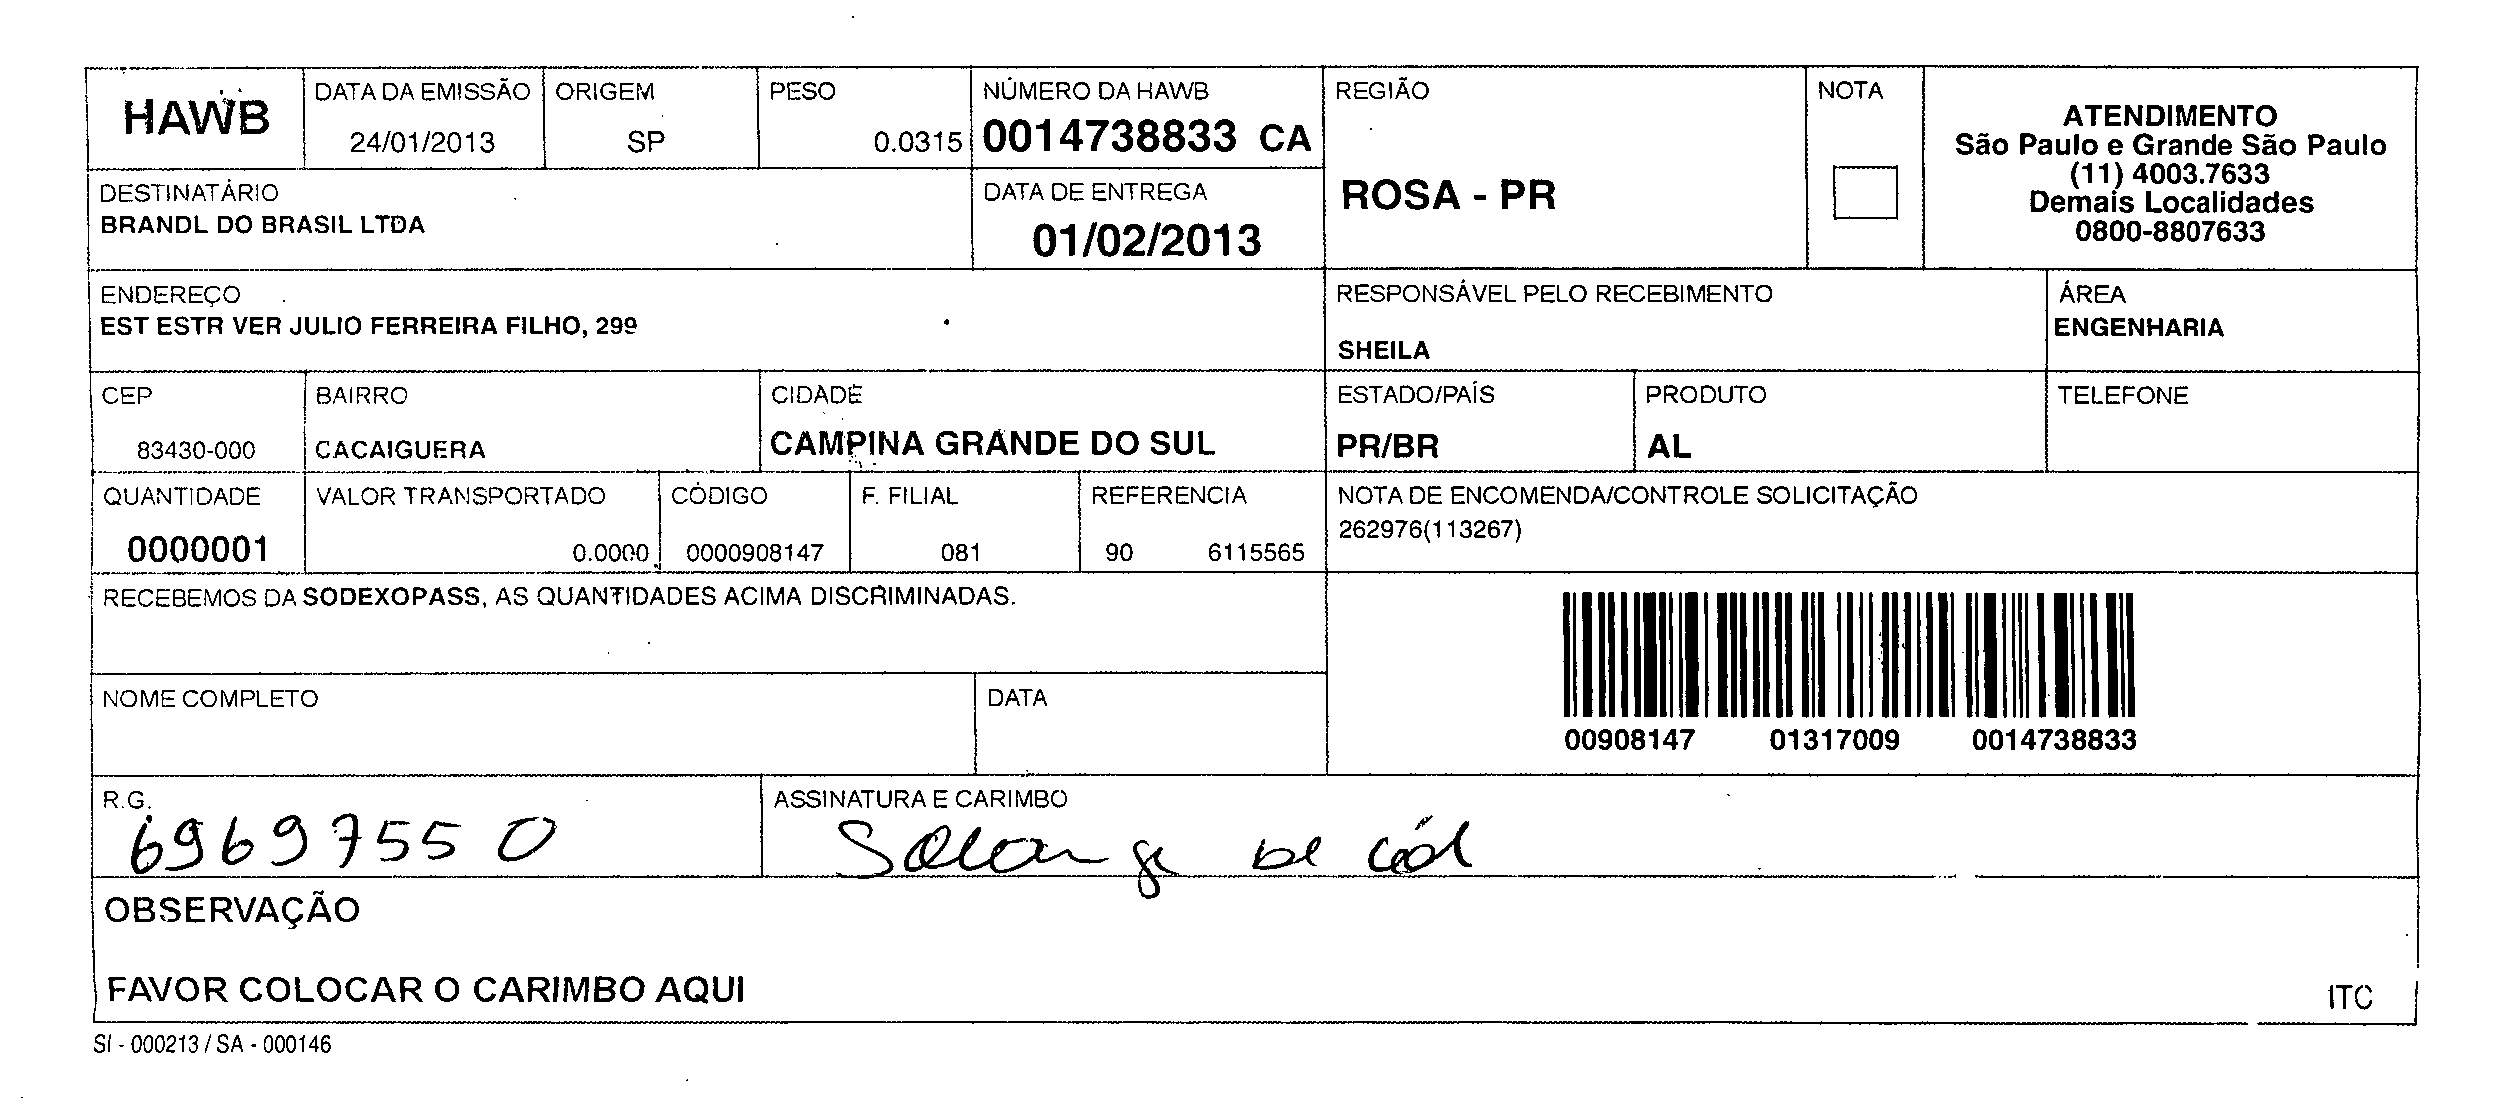 HAWB
DATA DA EMISSÃO
24/01/2013
ORIGEM
SP
PESO
0.0315
NÚMERO DA HAWB
0014738833 CA
REGIÃO
ROSA - PR
NOTA
ATENDIMENTO
São Paulo e Grande São Paulo
(11) 4003.7633
Demais Localidades
0800-8807633
DESTINATÁRIO
BRANDL DO BRASIL LTDA
DATA DE ENTREGA
01/02/2013
ENDEREÇO
EST ESTR VER JULIO FERREIRA FILHO, 299
RESPONSÁVEL PELO RECEBIMENTO
SHEILA
ÁREA
ENGENHARIA
CEP
83430-000
BAIRRO
CACAIGUERA
CIDADE
CAMPINA GRANDE DO SUL
ESTADO/PAÍS
PR/BR
PRODUTO
AL
TELEFONE
QUANTIDADE
0000001
VALOR TRANSPORTADO
0.0000
CÓDIGO
0000908147
F. FILIAL
081
REFERENCIA
90 6115565
NOTA DE ENCOMENDA/CONTROLE SOLICITAÇÃO
262976(113267)
RECEBEMOS DA SODEXOPASS, AS QUANTIDADES ACIMA DISCRIMINADAS.
00908147 01317009 0014738833
NOME COMPLETO
DATA
R.G.
69697550
ASSINATURA E CARIMBO
Solange de
OBSERVAÇÃO
FAVOR COLOCAR O CARIMBO AQUI
ITC
SI - 000213 / SA - 000146